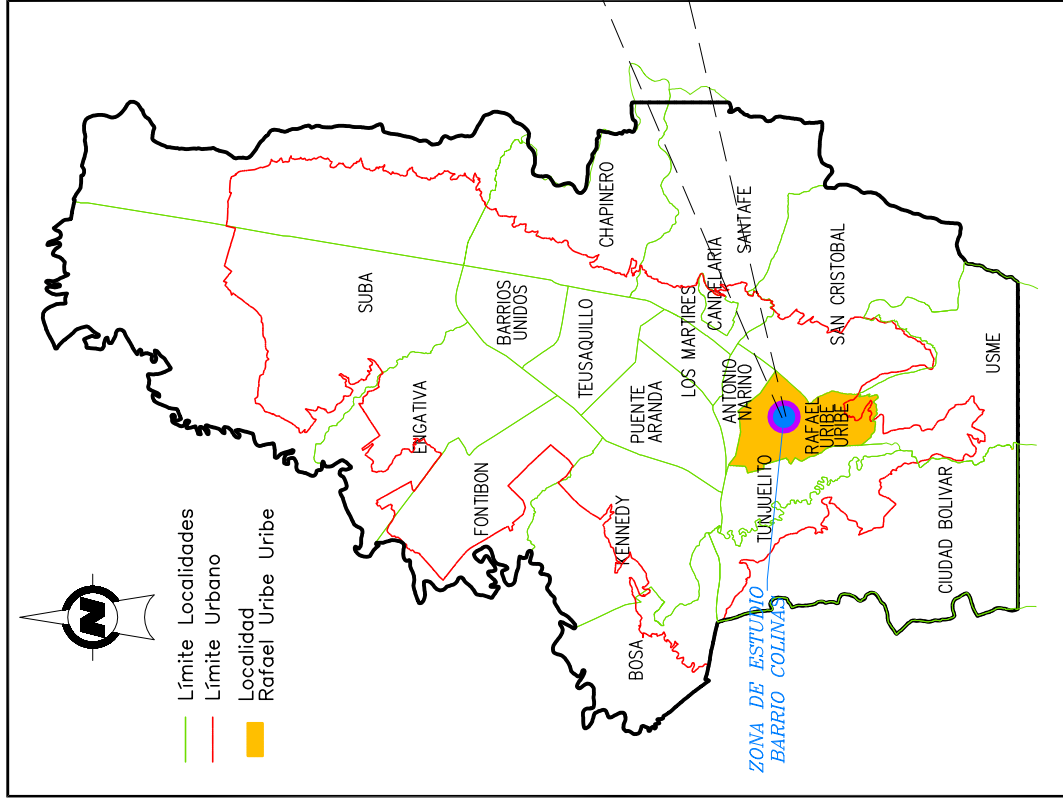 N
Límite Localidades
Límite Urbano
Localidad
Rafael Uribe Uribe
SUBA
CHAPINERO
BARRIOS
UNIDOS
ENGATIVA
TEUSAQUILLO
FONTIBON
PUENTE
ARANDA
LOS MARTIRES
CANDELARIA
SANTAFE
KENNEDY
ANTONIO
NARINO
SAN CRISTOBAL
BOSA
TUNJUELITO
RAFAEL
URIBE
URIBE
USME
CIUDAD BOLIVAR
ZONA DE ESTUDIO
BARRIO COLINAS